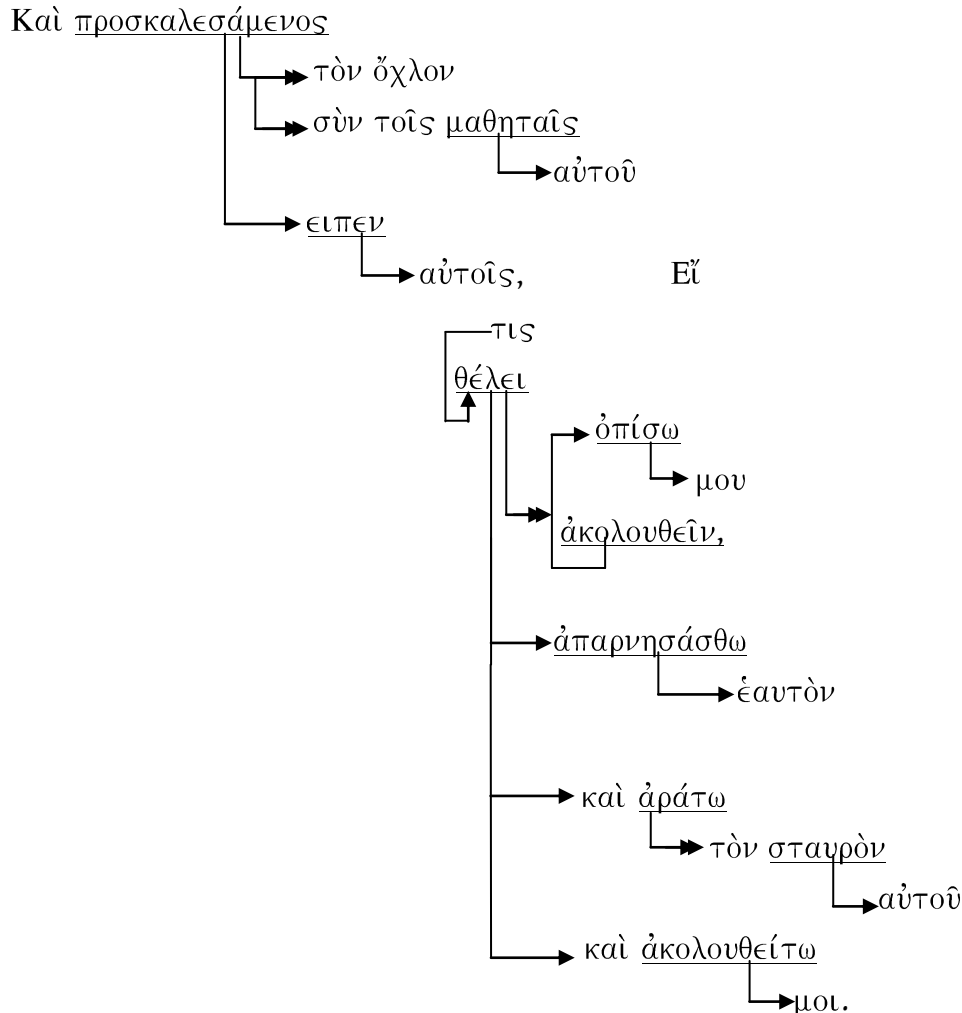 Καὶ προσκαλεσάμενος
τὸν ὄχλον
σὺν τοῖς μαθηταῖς
αὐτοῦ
ειπεν
αὐτοῖς, Εἴ
τις
θέλει
ὀπίσω
μου
ἀκολουθεῖν,
ἀπαρνησάσθω
ἑαυτὸν
καὶ ἀράτω
τὸν σταυρὸν
αὐτοῦ
καὶ ἀκολουθείτω
μοι.